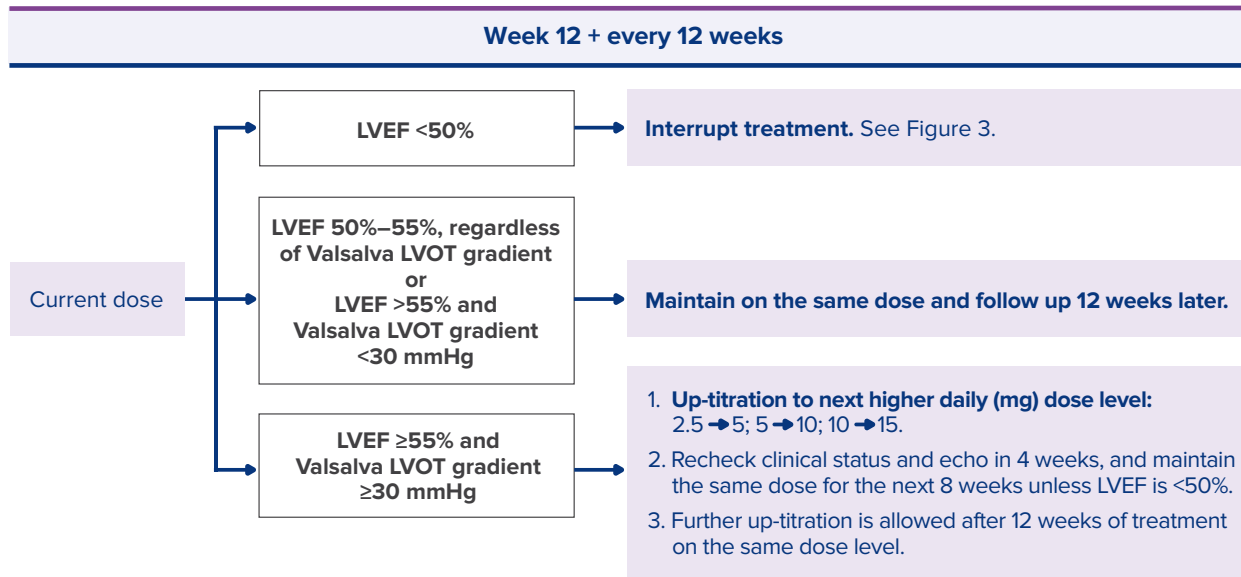 Week 12 + every 12 weeks
LVEF <50%
Interrupt treatment. See Figure 3.
Current dose
LVEF 50%–55%, regardless
of Valsalva LVOT gradient
or
LVEF >55% and
Valsalva LVOT gradient
<30 mmHg
Maintain on the same dose and follow up 12 weeks later.
LVEF ≥55% and
Valsalva LVOT gradient
≥30 mmHg
1. Up-titration to next higher daily (mg) dose level:
2.5 → 5; 5 → 10; 10 → 15.
2. Recheck clinical status and echo in 4 weeks, and maintain
the same dose for the next 8 weeks unless LVEF is <50%.
3. Further up-titration is allowed after 12 weeks of treatment
on the same dose level.